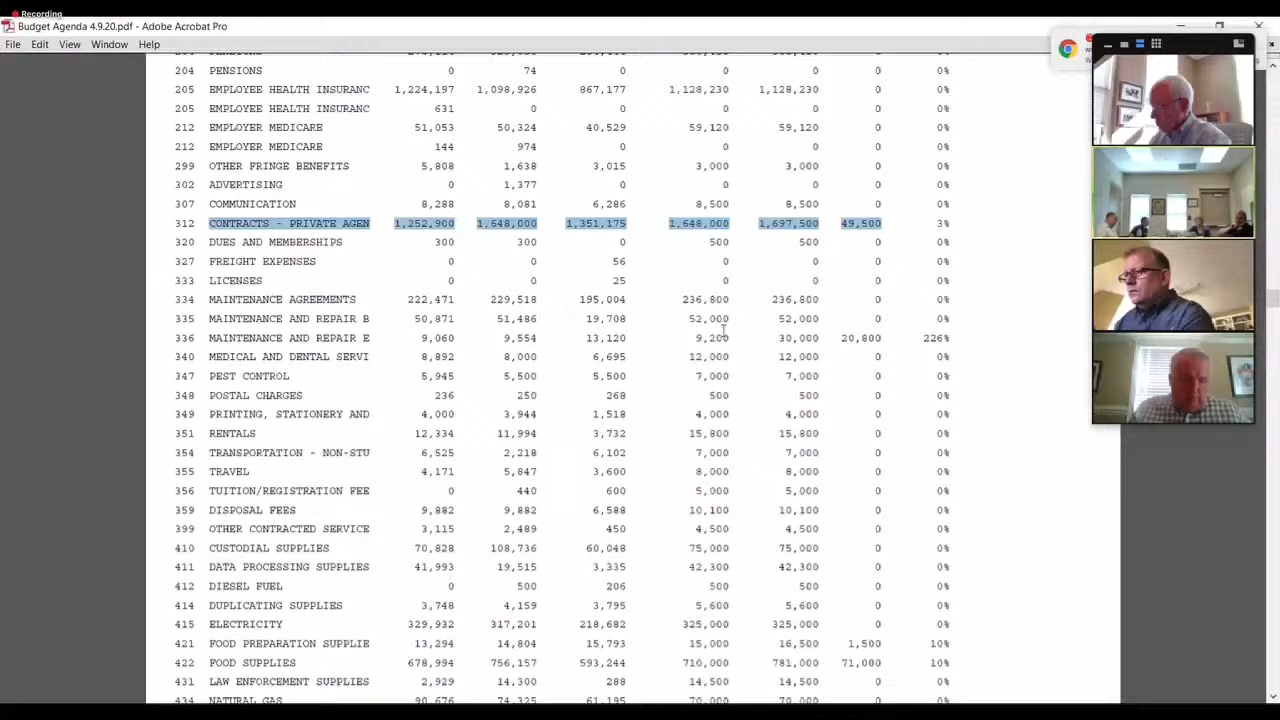 Recording
Budget Agenda 4.9.20.pdf - Adobe Acrobat Pro
File Edit View Window Help
204 PENSIONS 0 74 0 0 0 0 0%
205 EMPLOYEE HEALTH INSURANC 1,224,197 1,098,926 867,177 1,128,230 1,128,230 0 0%
205 EMPLOYEE HEALTH INSURANC 631 0 0 0 0 0 0%
212 EMPLOYER MEDICARE 51,053 50,324 40,529 59,120 59,120 0 0%
212 EMPLOYER MEDICARE 144 974 0 0 0 0 0%
299 OTHER FRINGE BENEFITS 5,808 1,638 3,015 3,000 3,000 0 0%
302 ADVERTISING 0 1,377 0 0 0 0 0%
307 COMMUNICATION 8,288 8,081 6,286 8,500 8,500 0 0%
312 CONTRACTS - PRIVATE AGEN 1,252,900 1,648,000 1,351,175 1,648,000 1,697,500 49,500 3%
320 DUES AND MEMBERSHIPS 300 300 0 500 500 0 0%
327 FREIGHT EXPENSES 0 0 56 0 0 0 0%
333 LICENSES 0 0 25 0 0 0 0%
334 MAINTENANCE AGREEMENTS 222,471 229,518 195,004 236,800 236,800 0 0%
335 MAINTENANCE AND REPAIR B 50,871 51,486 19,708 52,000 52,000 0 0%
336 MAINTENANCE AND REPAIR E 9,060 9,554 13,120 9,200 30,000 20,800 226%
340 MEDICAL AND DENTAL SERVI 8,892 8,000 6,695 12,000 12,000 0 0%
347 PEST CONTROL 5,945 5,500 5,500 7,000 7,000 0 0%
348 POSTAL CHARGES 236 250 268 500 500 0 0%
349 PRINTING, STATIONERY AND 4,000 3,944 1,518 4,000 4,000 0 0%
351 RENTALS 12,334 11,994 3,732 15,800 15,800 0 0%
354 TRANSPORTATION - NON-STU 6,525 2,218 6,102 7,000 7,000 0 0%
355 TRAVEL 4,171 5,847 3,600 8,000 8,000 0 0%
356 TUITION/REGISTRATION FEE 0 440 600 5,000 5,000 0 0%
359 DISPOSAL FEES 9,882 9,882 6,588 10,100 10,100 0 0%
399 OTHER CONTRACTED SERVICE 3,115 2,489 450 4,500 4,500 0 0%
410 CUSTODIAL SUPPLIES 70,828 108,736 60,048 75,000 75,000 0 0%
411 DATA PROCESSING SUPPLIES 41,993 19,515 3,335 42,300 42,300 0 0%
412 DIESEL FUEL 0 500 206 500 500 0 0%
414 DUPLICATING SUPPLIES 3,748 4,159 3,795 5,600 5,600 0 0%
415 ELECTRICITY 329,932 317,201 218,682 325,000 325,000 0 0%
421 FOOD PREPARATION SUPPLIE 13,294 14,804 15,793 15,000 16,500 1,500 10%
422 FOOD SUPPLIES 678,994 756,157 593,244 710,000 781,000 71,000 10%
431 LAW ENFORCEMENT SUPPLIES 2,929 14,300 288 14,500 14,500 0 0%
434 NATURAL GAS 90,676 74,325 61,195 70,000 70,000 0 0%